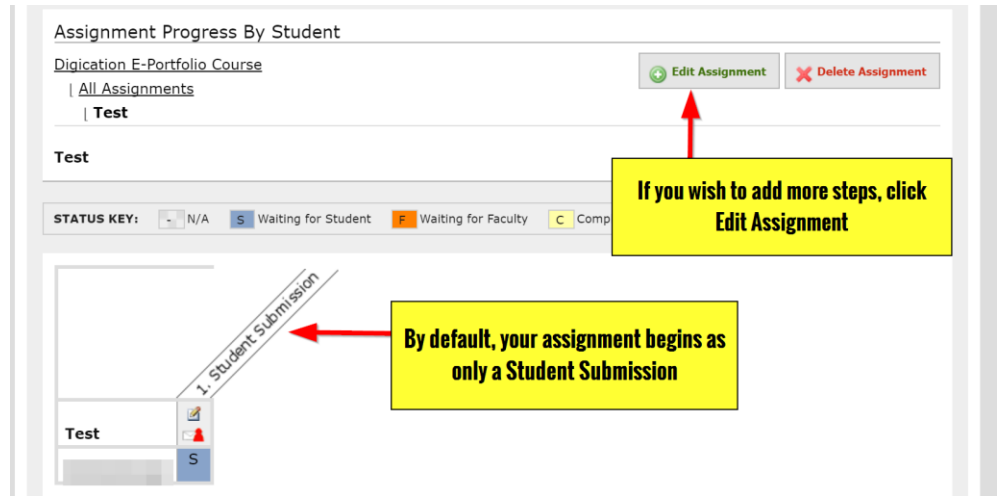 Assignment Progress By Student
Digication E-Portfolio Course
All Assignments
Test
Edit Assignment
Delete Assignment
Test
If you wish to add more steps, click
Edit Assignment
STATUS KEY: - N/A S Waiting for Student F Waiting for Faculty C Comp
1. Student Submission
By default, your assignment begins as
only a Student Submission
Test
S